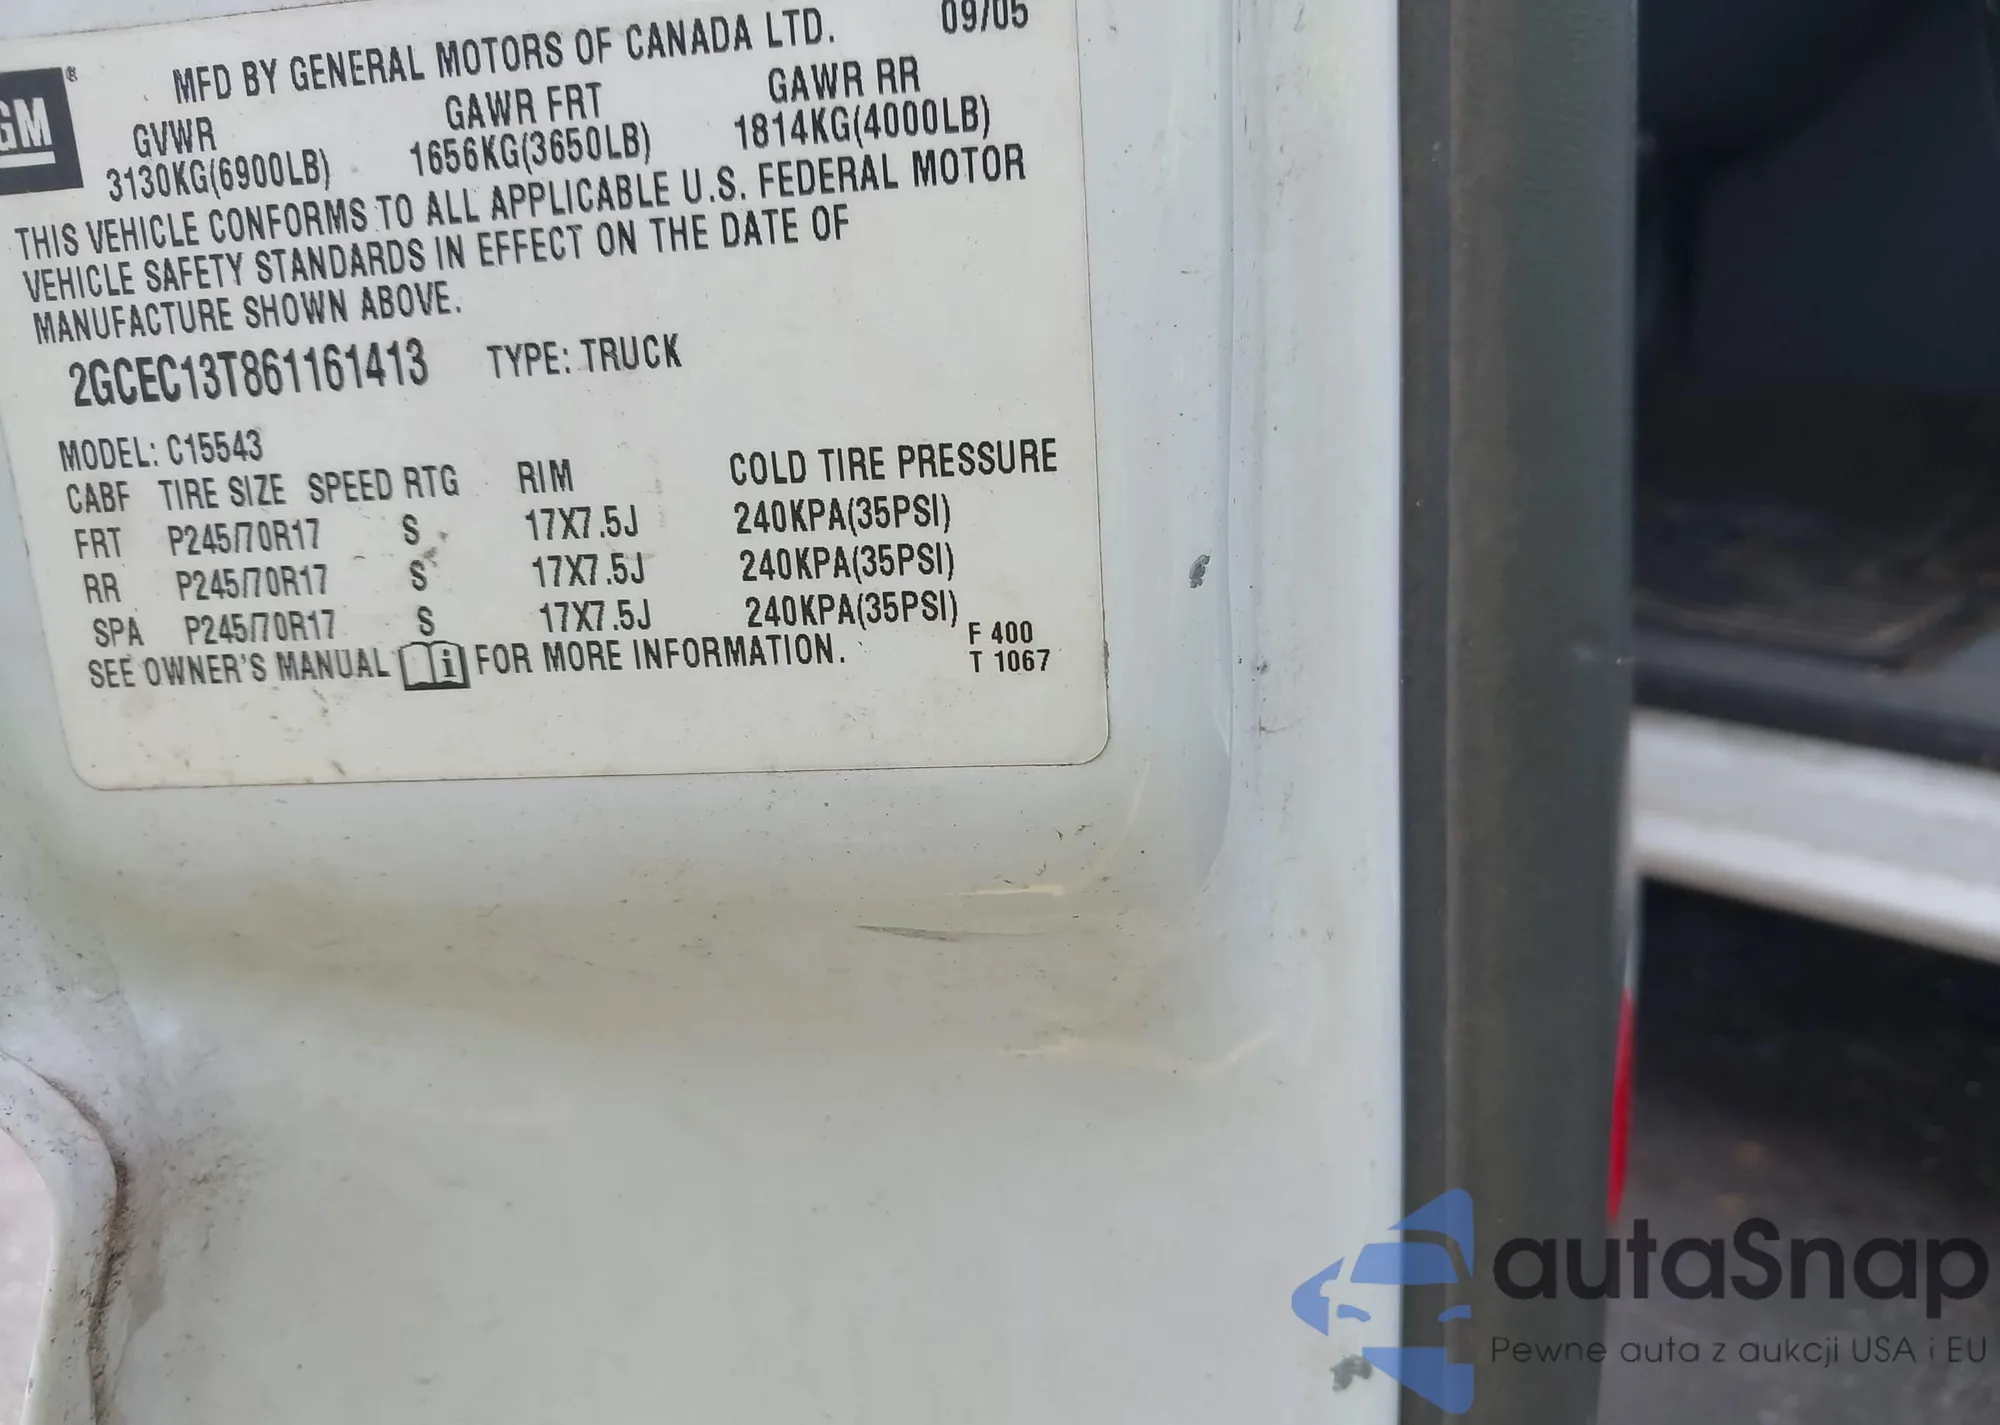 GM ®
MFD BY GENERAL MOTORS OF CANADA LTD. 09/05
GVWR GAWR FRT GAWR RR
3130KG(6900LB) 1656KG(3650LB) 1814KG(4000LB)
THIS VEHICLE CONFORMS TO ALL APPLICABLE U.S. FEDERAL MOTOR
VEHICLE SAFETY STANDARDS IN EFFECT ON THE DATE OF
MANUFACTURE SHOWN ABOVE.
2GCEC13T861161413 TYPE: TRUCK
MODEL: C15543
CABF TIRE SIZE SPEED RTG RIM COLD TIRE PRESSURE
FRT P245/70R17 S 17X7.5J 240KPA(35PSI)
RR P245/70R17 S 17X7.5J 240KPA(35PSI)
SPA P245/70R17 S 17X7.5J 240KPA(35PSI)
SEE OWNER'S MANUAL i FOR MORE INFORMATION.
F 400
T 1067
autaSnap
Pewne auta z aukcji USA i EU